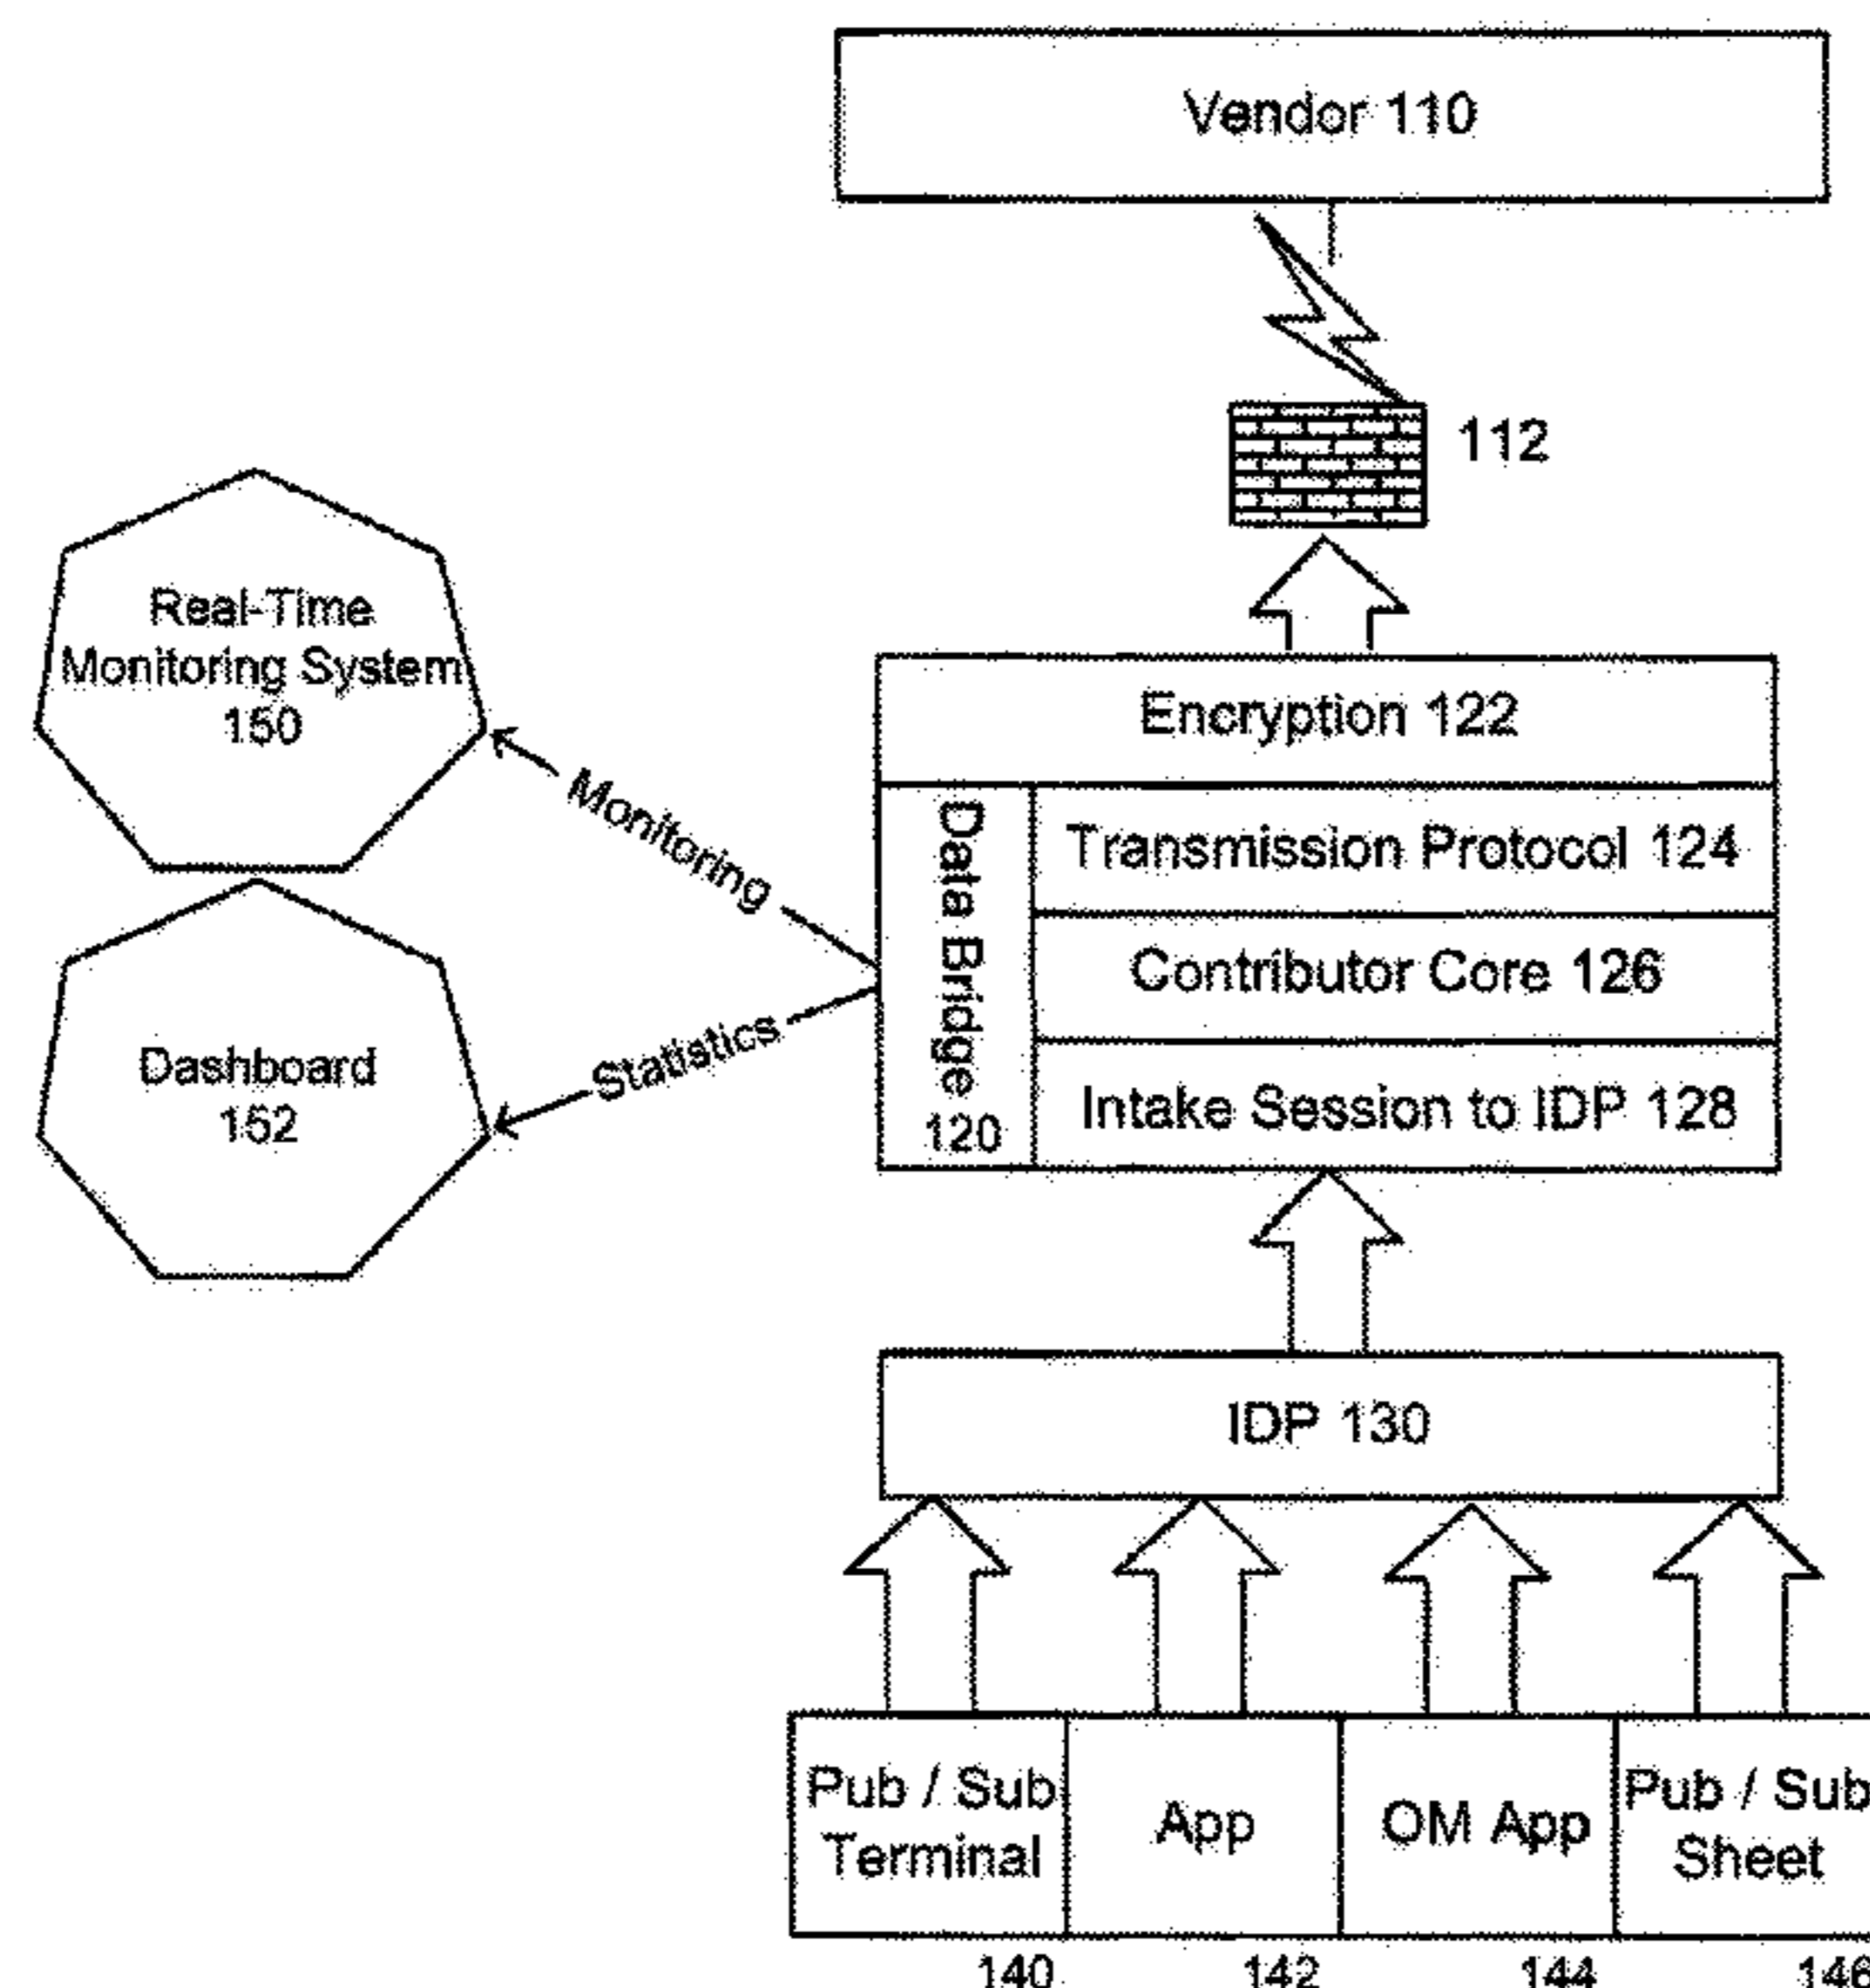 Vendor 110
112
Real-Time
Monitoring System
150
Monitoring
Encryption 122
Data Bridge
120
Transmission Protocol 124
Contributor Core 126
Intake Session to IDP 128
Statistics
Dashboard
152
IDP 130
Pub / Sub
Terminal
App
OM App
Pub / Sub
Sheet
140
142
144
146